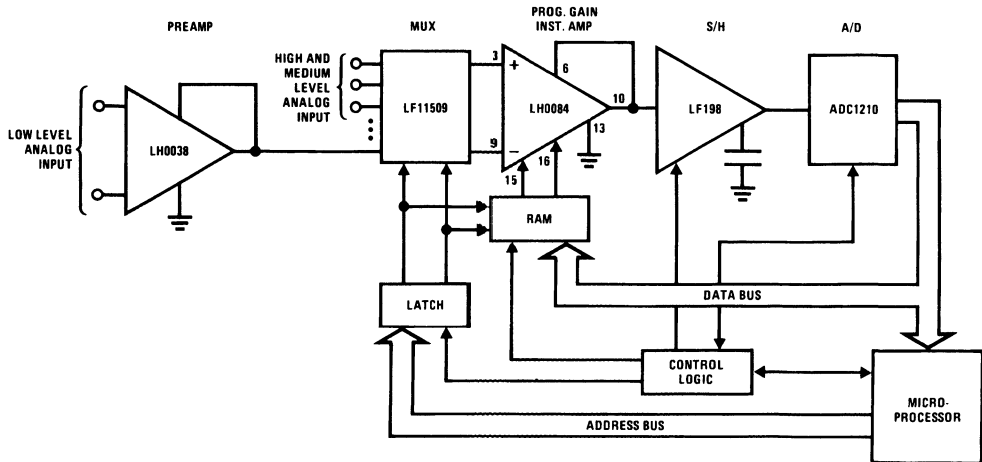 PREAMP
MUX
PROG. GAIN
INST. AMP
S/H
A/D
HIGH AND
MEDIUM
LEVEL
ANALOG
INPUT
LF11509
3
+
6
LH0084
10
13
9
−
16
15
LF198
ADC1210
LOW LEVEL
ANALOG
INPUT
LH0038
RAM
LATCH
DATA BUS
CONTROL
LOGIC
MICRO-
PROCESSOR
ADDRESS BUS